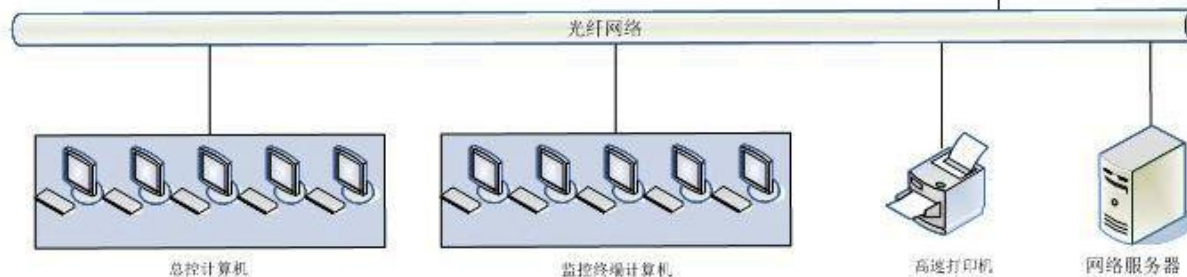 光纤网络
总控计算机
监控终端计算机
高速打印机
网络服务器